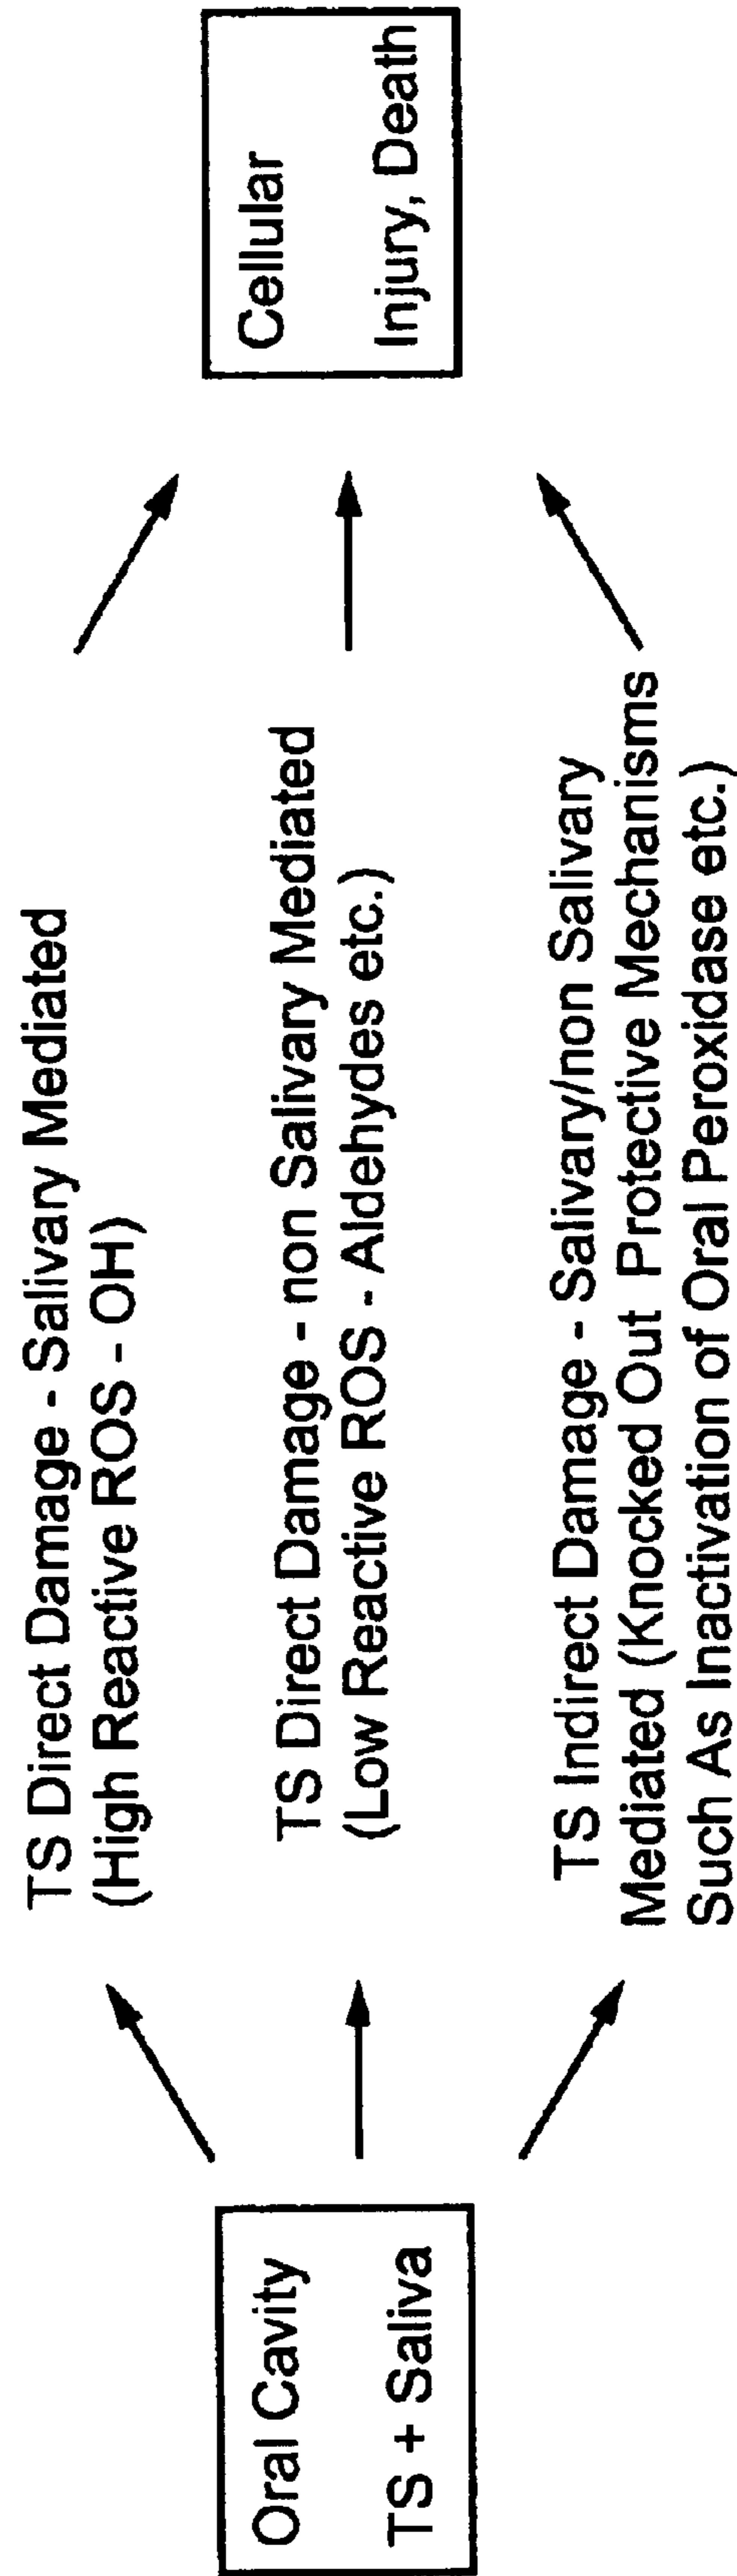 Oral Cavity
TS + Saliva
TS Direct Damage - Salivary Mediated
(High Reactive ROS - OH)
TS Direct Damage - non Salivary Mediated
(Low Reactive ROS - Aldehydes etc.)
TS Indirect Damage - Salivary/non Salivary
Mediated (Knocked Out Protective Mechanisms
Such As Inactivation of Oral Peroxidase etc.)
Cellular
Injury, Death